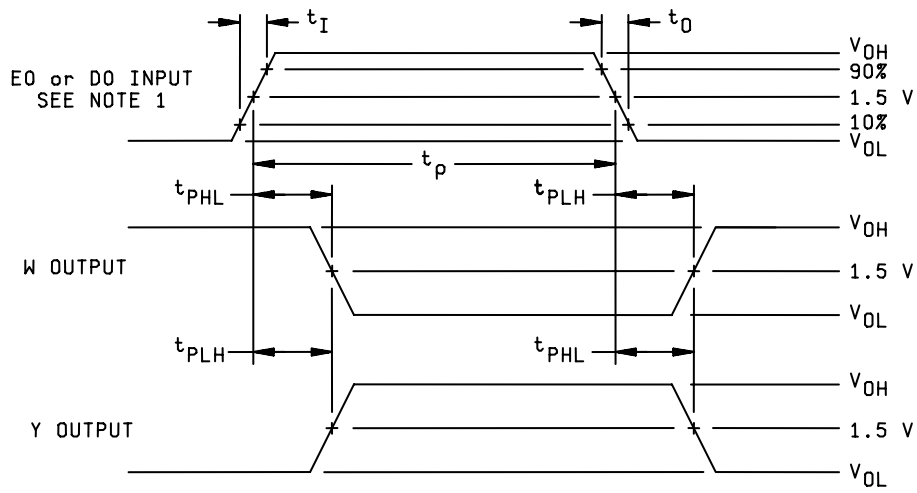 t_I
t_O
V_OH
90%
EO or DO INPUT
SEE NOTE 1
1.5 V
10%
V_OL
t_p
t_PHL
t_PLH
V_OH
W OUTPUT
1.5 V
V_OL
t_PLH
t_PHL
V_OH
Y OUTPUT
1.5 V
V_OL